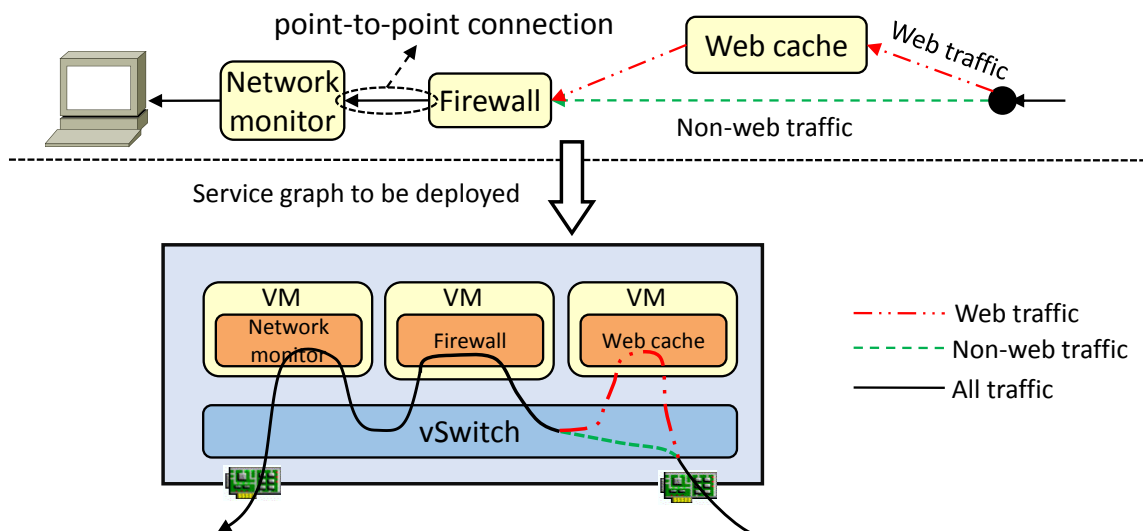 point-to-point connection
Web cache
Web traffic
Network
monitor
Firewall
Non-web traffic
Service graph to be deployed
VM
VM
VM
Network
monitor
Firewall
Web cache
vSwitch
Web traffic
Non-web traffic
All traffic